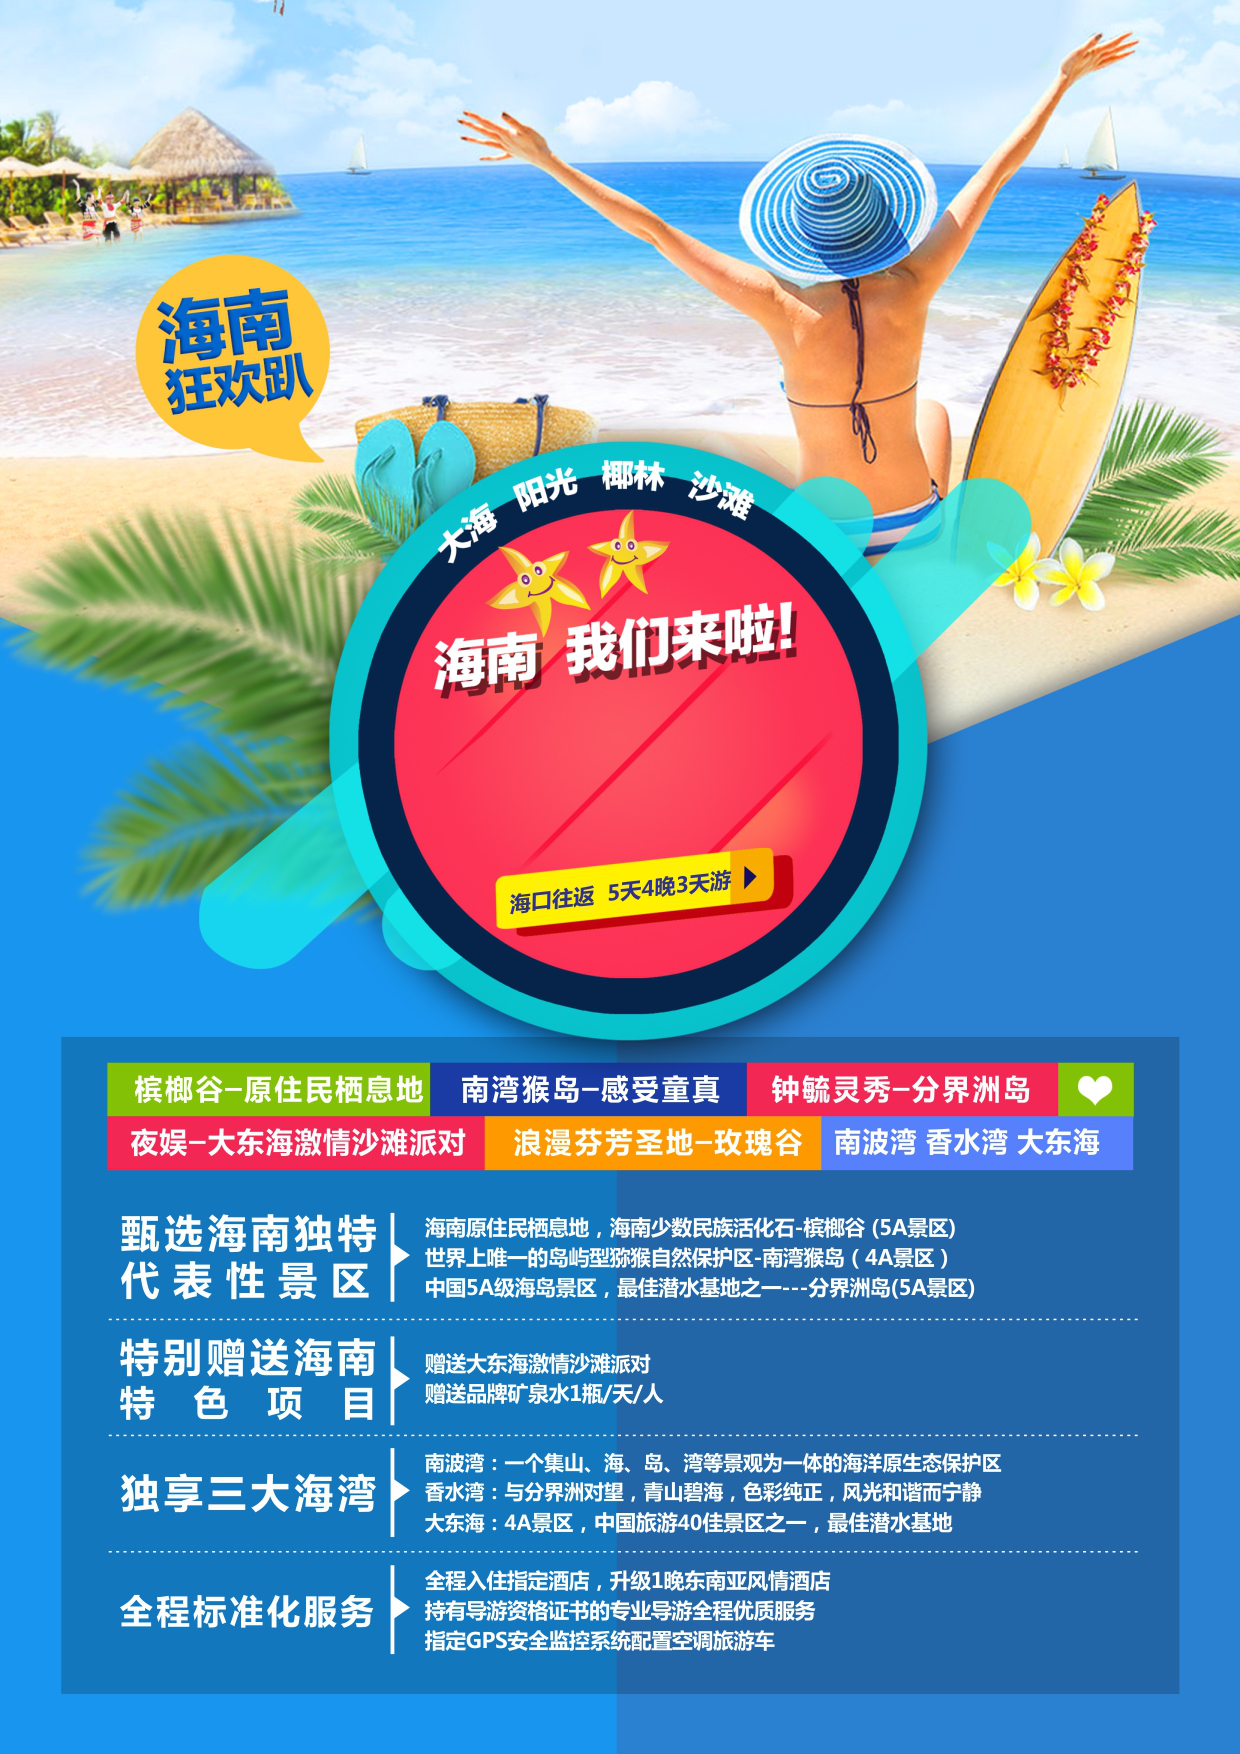 海南
狂欢趴
大海 阳光 椰林 沙滩
海南 我们来啦!
海口往返 5天4晚3天游
槟榔谷-原住民栖息地 南湾猴岛-感受童真 钟毓灵秀-分界洲岛
夜娱-大东海激情沙滩派对 浪漫芬芳圣地-玫瑰谷 南波湾 香水湾 大东海
甄选海南独特
代表性景区
海南原住民栖息地，海南少数民族活化石-槟榔谷 (5A景区)
世界上唯一的岛屿型猕猴自然保护区-南湾猴岛（4A景区）
中国5A级海岛景区，最佳潜水基地之一---分界洲岛(5A景区)
特别赠送海南
特色项目
赠送大东海激情沙滩派对
赠送品牌矿泉水1瓶/天/人
独享三大海湾
南波湾：一个集山、海、岛、湾等景观为一体的海洋原生态保护区
香水湾：与分界洲对望，青山碧海，色彩纯正，风光和谐而宁静
大东海：4A景区，中国旅游40佳景区之一，最佳潜水基地
全程标准化服务
全程入住指定酒店，升级1晚东南亚风情酒店
持有导游资格证书的专业导游全程优质服务
指定GPS安全监控系统配置空调旅游车